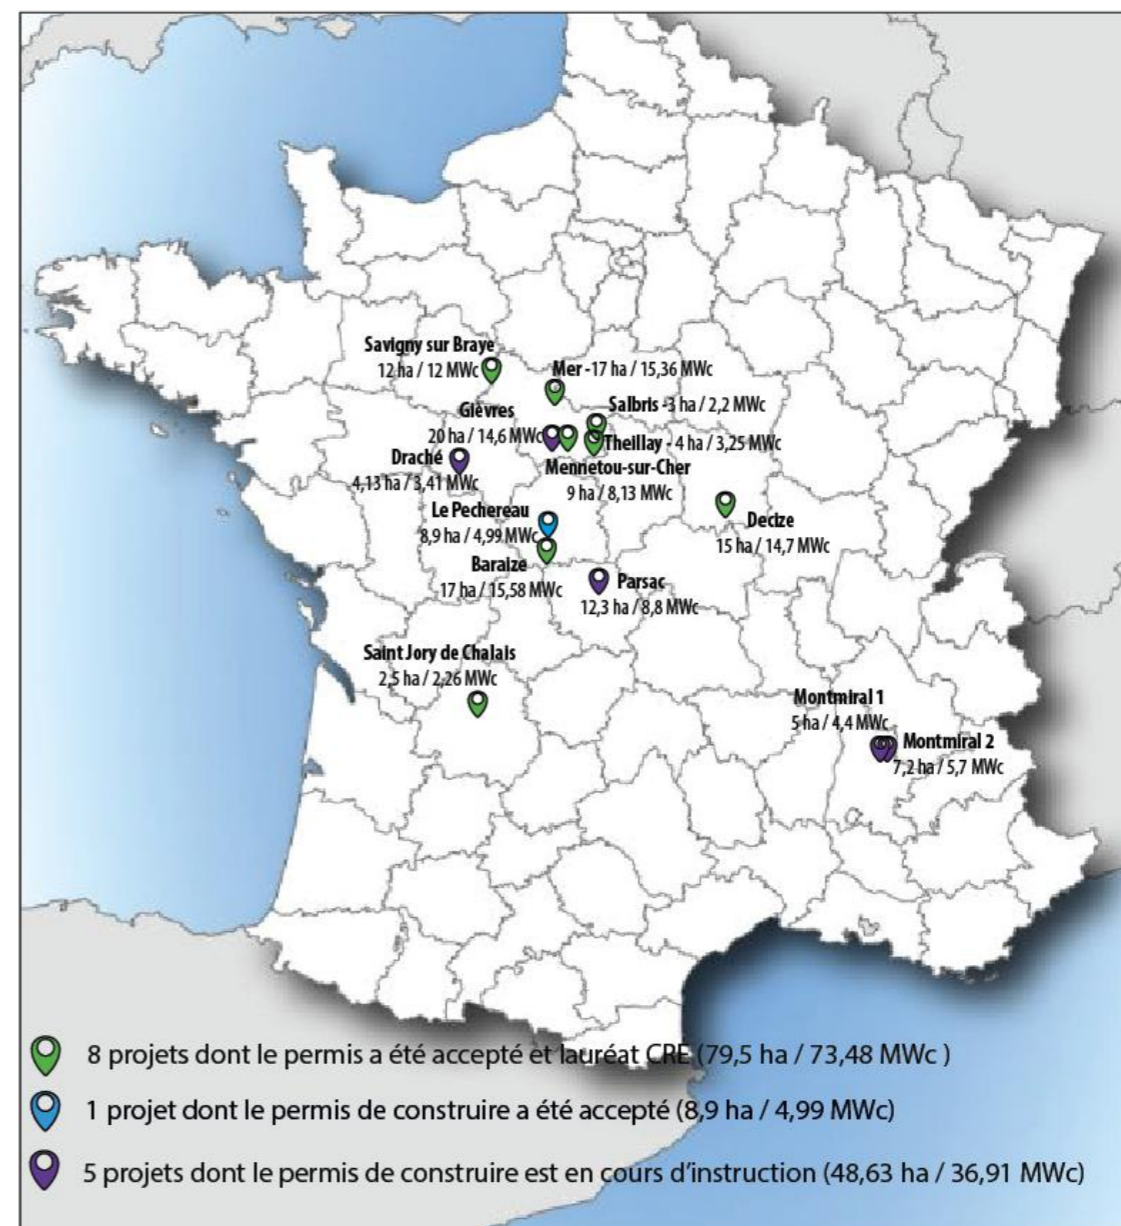 Savigny sur Braye
12 ha / 12 MWc
Mer -17 ha / 15,36 MWc
Salbris -3 ha / 2,2 MWc
Gièvres
20 ha / 14,6 MWc
Theillay - 4 ha / 3,25 MWc
Draché
4,13 ha / 3,41 MWc
Mennetou-sur-Cher
9 ha / 8,13 MWc
Le Pechereau
8,9 ha / 4,99 MWc
Decize
15 ha / 14,7 MWc
Baraize
17 ha / 15,58 MWc
Parsac
12,3 ha / 8,8 MWc
Saint Jory de Chalais
2,5 ha / 2,26 MWc
Montmiral 1
5 ha / 4,4 MWc
Montmiral 2
7,2 ha / 5,7 MWc
8 projets dont le permis a été accepté et lauréat CRE (79,5 ha / 73,48 MWc )
1 projet dont le permis de construire a été accepté (8,9 ha / 4,99 MWc)
5 projets dont le permis de construire est en cours d'instruction (48,63 ha / 36,91 MWc)